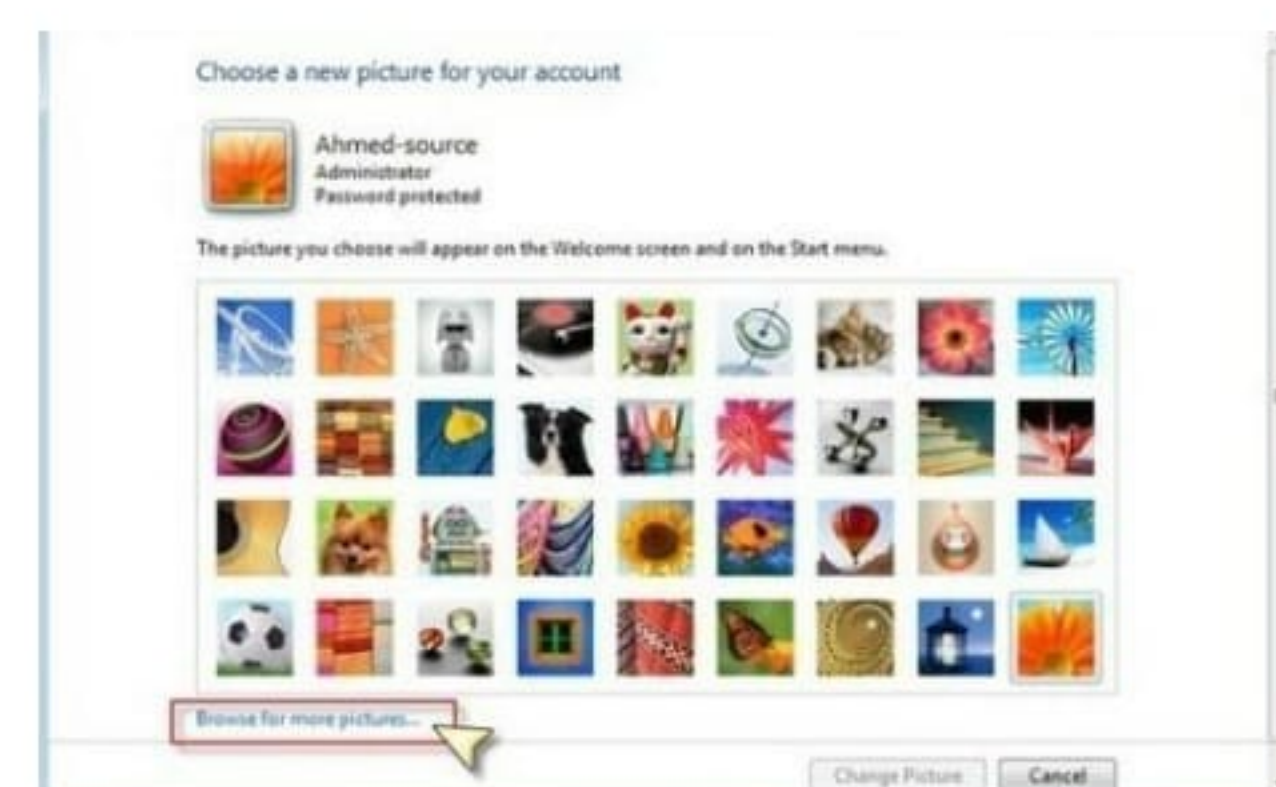 Choose a new picture for your account
Ahmed-source
Administrator
Password protected
The picture you choose will appear on the Welcome screen and on the Start menu.
Browse for more pictures...
Change Picture
Cancel